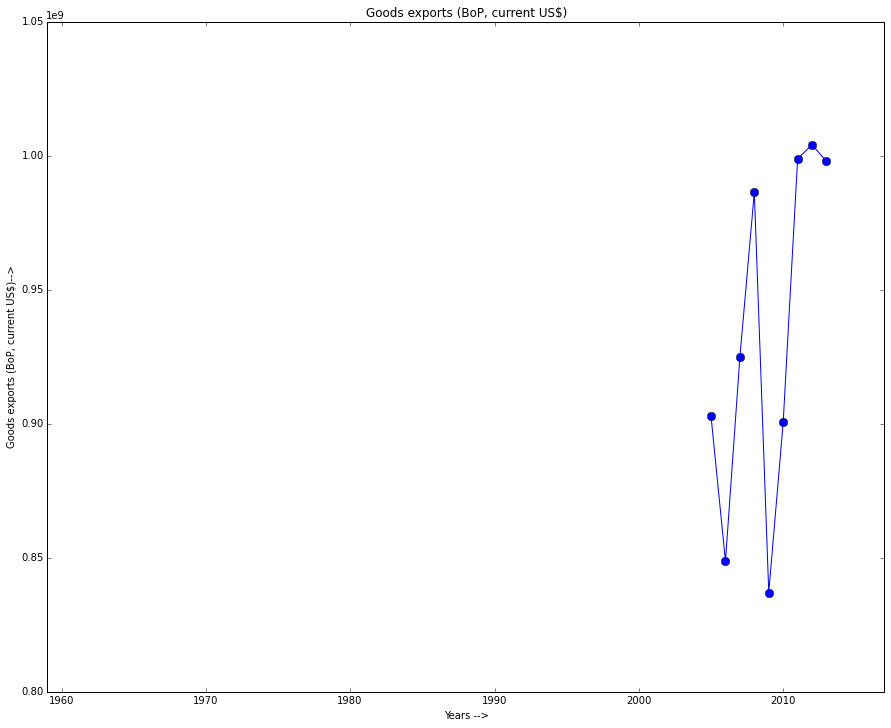 Goods exports (BoP, current US$)
1e9
1.05
1.00
0.95
0.90
0.85
0.80
Goods exports (BoP, current US$)-->
1960 1970 1980 1990 2000 2010
Years -->